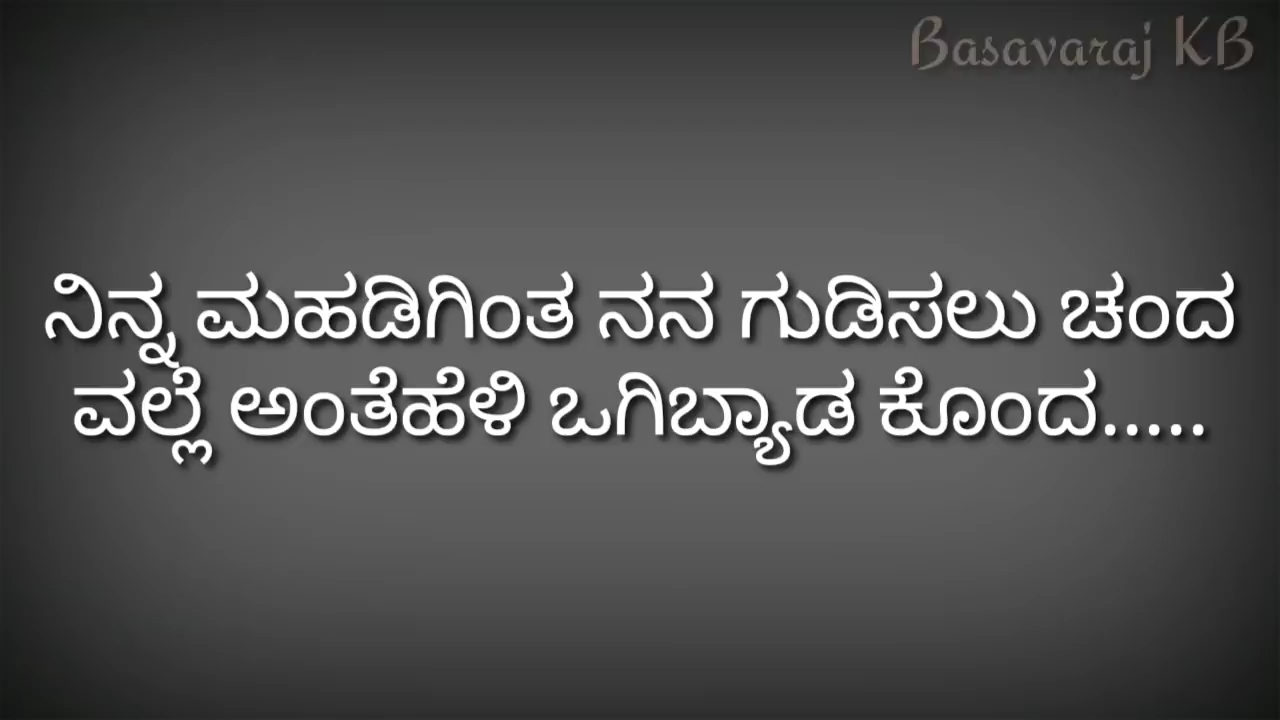 Basavaraj KB
ನಿನ್ನ ಮಹಡಿಗಿಂತ ನನ ಗುಡಿಸಲು ಚಂದ
ವಲ್ಲೆ ಅಂತೆಹೆಳಿ ಒಗಿಬ್ಯಾಡ ಕೊಂದ.....